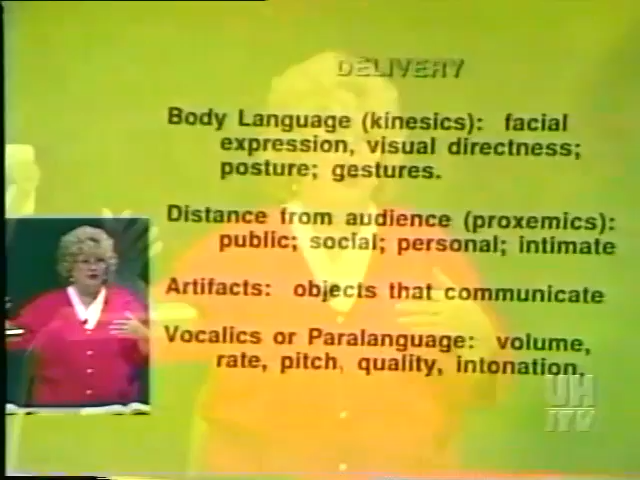 DELIVERY
Body Language (kinesics): facial
expression, visual directness;
posture; gestures.
Distance from audience (proxemics):
public; social; personal; intimate
Artifacts: objects that communicate
Vocalics or Paralanguage: volume,
rate, pitch, quality, intonation,
UH
ITV